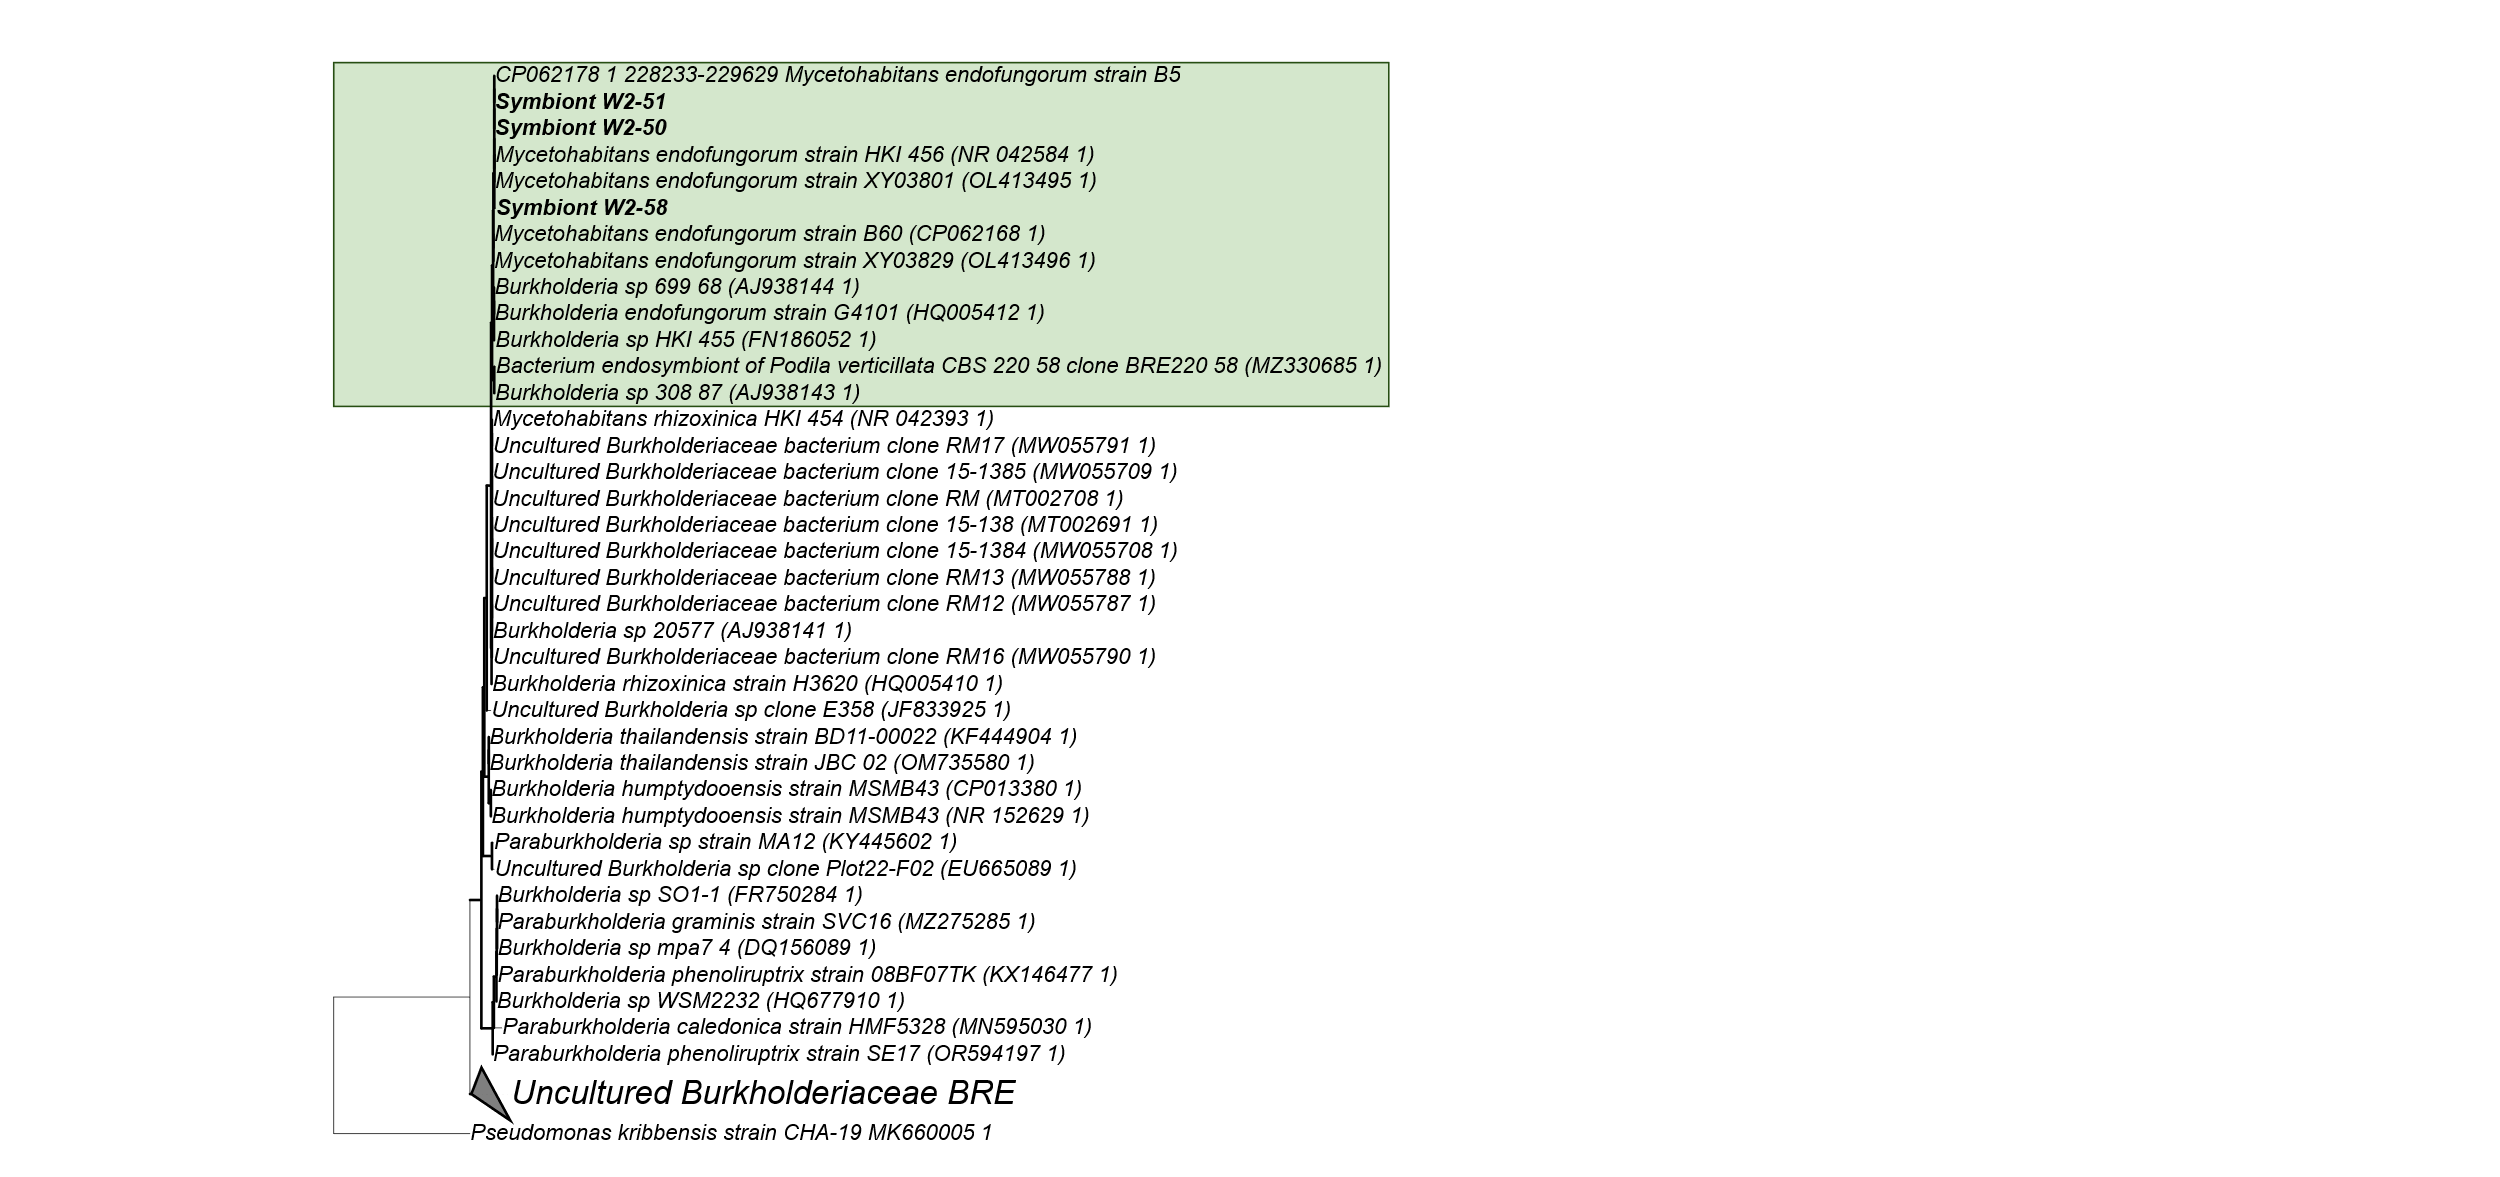 CP062178 1 228233-229629 Mycetohabitans endofungorum strain B5
Symbiont W2-51
Symbiont W2-50
Mycetohabitans endofungorum strain HKI 456 (NR 042584 1)
Mycetohabitans endofungorum strain XY03801 (OL413495 1)
Symbiont W2-58
Mycetohabitans endofungorum strain B60 (CP062168 1)
Mycetohabitans endofungorum strain XY03829 (OL413496 1)
Burkholderia sp 699 68 (AJ938144 1)
Burkholderia endofungorum strain G4101 (HQ005412 1)
Burkholderia sp HKI 455 (FN186052 1)
Bacterium endosymbiont of Podila verticillata CBS 220 58 clone BRE220 58 (MZ330685 1)
Burkholderia sp 308 87 (AJ938143 1)
Mycetohabitans rhizoxinica HKI 454 (NR 042393 1)
Uncultured Burkholderiaceae bacterium clone RM17 (MW055791 1)
Uncultured Burkholderiaceae bacterium clone 15-1385 (MW055709 1)
Uncultured Burkholderiaceae bacterium clone RM (MT002708 1)
Uncultured Burkholderiaceae bacterium clone 15-138 (MT002691 1)
Uncultured Burkholderiaceae bacterium clone 15-1384 (MW055708 1)
Uncultured Burkholderiaceae bacterium clone RM13 (MW055788 1)
Uncultured Burkholderiaceae bacterium clone RM12 (MW055787 1)
Burkholderia sp 20577 (AJ938141 1)
Uncultured Burkholderiaceae bacterium clone RM16 (MW055790 1)
Burkholderia rhizoxinica strain H3620 (HQ005410 1)
Uncultured Burkholderia sp clone E358 (JF833925 1)
Burkholderia thailandensis strain BD11-00022 (KF444904 1)
Burkholderia thailandensis strain JBC 02 (OM735580 1)
Burkholderia humptydooensis strain MSMB43 (CP013380 1)
Burkholderia humptydooensis strain MSMB43 (NR 152629 1)
Paraburkholderia sp strain MA12 (KY445602 1)
Uncultured Burkholderia sp clone Plot22-F02 (EU665089 1)
Burkholderia sp SO1-1 (FR750284 1)
Paraburkholderia graminis strain SVC16 (MZ275285 1)
Burkholderia sp mpa7 4 (DQ156089 1)
Paraburkholderia phenoliruptrix strain 08BF07TK (KX146477 1)
Burkholderia sp WSM2232 (HQ677910 1)
Paraburkholderia caledonica strain HMF5328 (MN595030 1)
Paraburkholderia phenoliruptrix strain SE17 (OR594197 1)
Uncultured Burkholderiaceae BRE
Pseudomonas kribbensis strain CHA-19 MK660005 1